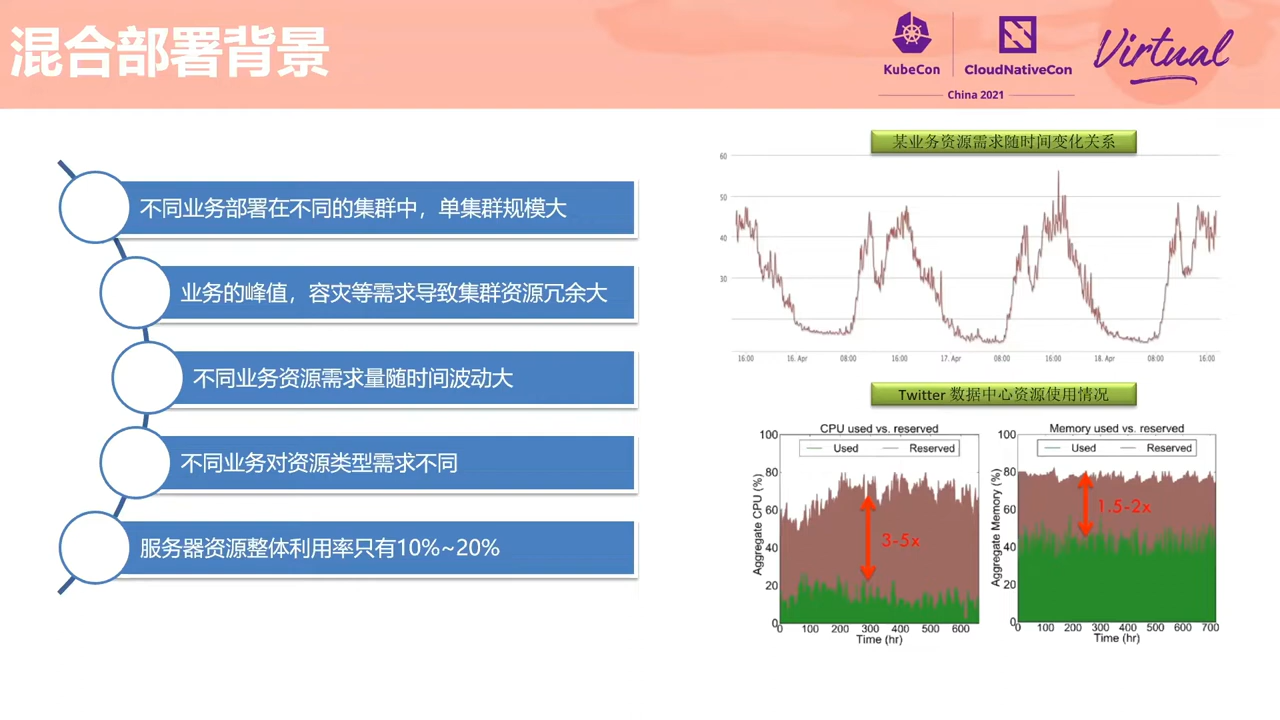 混合部署背景
KubeCon
CloudNativeCon
China 2021
Virtual
不同业务部署在不同的集群中，单集群规模大
业务的峰值，容灾等需求导致集群资源冗余大
不同业务资源需求量随时间波动大
不同业务对资源类型需求不同
服务器资源整体利用率只有10%~20%
某业务资源需求随时间变化关系
60
50
40
30
16:00 16. Apr 08:00 16:00 17. Apr 08:00 16:00 18. Apr 08:00 16:00
Twitter 数据中心资源使用情况
CPU used vs. reserved
Used Reserved
Aggregate CPU (%)
100
80
60
40
20
0
3-5x
0 100 200 300 400 500 600
Time (hr)
Memory used vs. reserved
Used Reserved
Aggregate Memory (%)
100
80
60
40
20
0
1.5-2x
0 100 200 300 400 500 600 700
Time (hr)